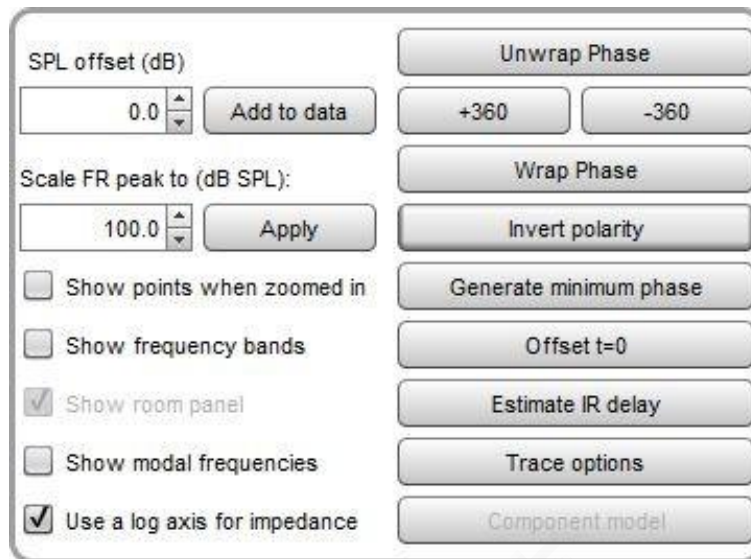 SPL offset (dB)
0.0 Add to data
Scale FR peak to (dB SPL):
100.0 Apply
Show points when zoomed in
Show frequency bands
Show room panel
Show modal frequencies
Use a log axis for impedance
Unwrap Phase
+360 -360
Wrap Phase
Invert polarity
Generate minimum phase
Offset t=0
Estimate IR delay
Trace options
Component model